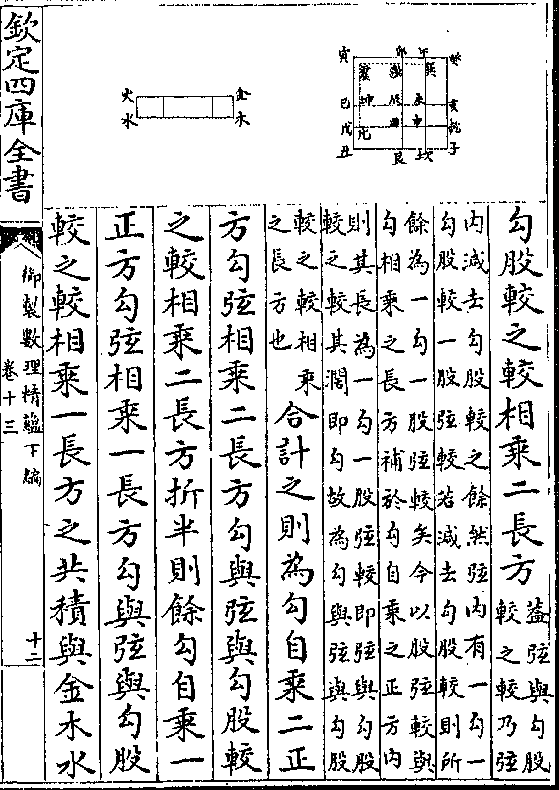 寅 卯 午 癸
震 巽
巳 坤 辰 未 亥
戊 酉 申 乾
兌
丑 艮 坎 子
火 金
水 木
勾股較之較相乘二長方
蓋弦與勾股
較之較乃弦
内減去勾股較之餘然弦内有一勾一
勾股較一股弦較若減去勾股較則所
餘為一勾一股弦較矣今以股弦較與
勾相乘之長方補於勾自乘之正方内
則其長為一勾一股弦較即弦與勾股
較之較其濶即勾故為勾與弦與勾股
較之較相乘
之長方也
合計之則為勾自乘二正
方勾弦相乘二長方勾與弦與勾股較
之較相乘二長方折半則餘勾自乘一
正方勾弦相乘一長方勾與弦與勾股
較之較相乘一長方之共積與金木水
欽定四庫全書
御製數理精蘊下編
卷十三
十二